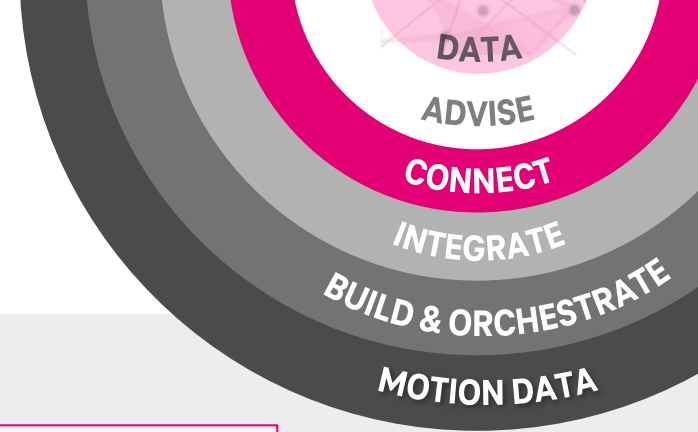 DATA
ADVISE
CONNECT
INTEGRATE
BUILD & ORCHESTRATE
MOTION DATA